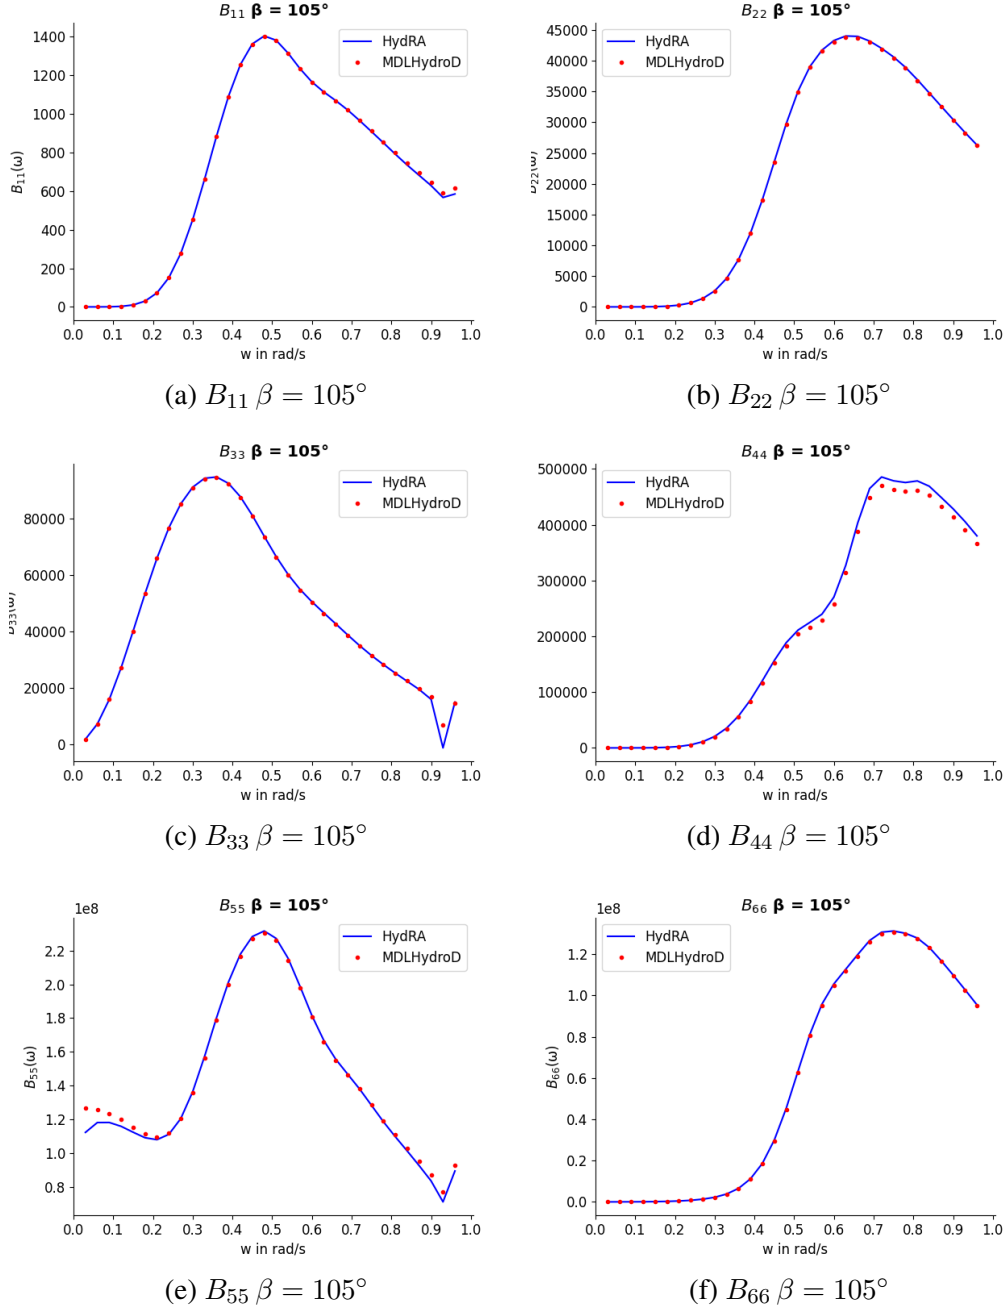 B₁₁ β = 105°
HydRA
MDLHydroD
1400
1200
1000
800
600
400
200
0
B₁₁(ω)
0.0 0.1 0.2 0.3 0.4 0.5 0.6 0.7 0.8 0.9 1.0
w in rad/s
(a) B₁₁ β = 105°
B₂₂ β = 105°
HydRA
MDLHydroD
45000
40000
35000
30000
25000
20000
15000
10000
5000
0
B₂₂(ω)
0.0 0.1 0.2 0.3 0.4 0.5 0.6 0.7 0.8 0.9 1.0
w in rad/s
(b) B₂₂ β = 105°
B₃₃ β = 105°
HydRA
MDLHydroD
80000
60000
40000
20000
0
B₃₃(ω)
0.0 0.1 0.2 0.3 0.4 0.5 0.6 0.7 0.8 0.9 1.0
w in rad/s
(c) B₃₃ β = 105°
B₄₄ β = 105°
HydRA
MDLHydroD
500000
400000
300000
200000
100000
0
0.0 0.1 0.2 0.3 0.4 0.5 0.6 0.7 0.8 0.9 1.0
w in rad/s
(d) B₄₄ β = 105°
1e8
B₅₅ β = 105°
HydRA
MDLHydroD
2.2
2.0
1.8
1.6
1.4
1.2
1.0
0.8
B₅₅(ω)
0.0 0.1 0.2 0.3 0.4 0.5 0.6 0.7 0.8 0.9 1.0
w in rad/s
(e) B₅₅ β = 105°
1e8
B₆₆ β = 105°
HydRA
MDLHydroD
1.2
1.0
0.8
0.6
0.4
0.2
0.0
B₆₆(ω)
0.0 0.1 0.2 0.3 0.4 0.5 0.6 0.7 0.8 0.9 1.0
w in rad/s
(f) B₆₆ β = 105°